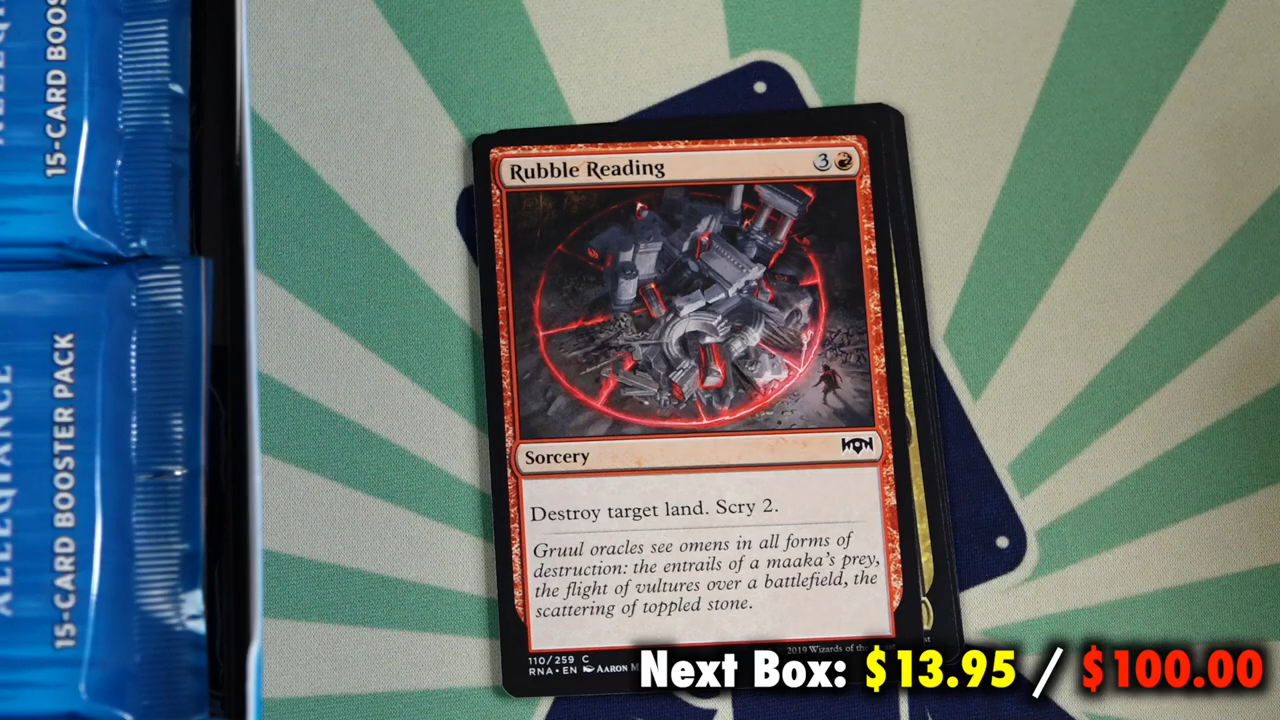 ALLEGIANCE
15-CARD BOOS
15-CARD BOOSTER PACK
Rubble Reading
3
Sorcery
Destroy target land. Scry 2.
Gruul oracles see omens in all forms of
destruction: the entrails of a maaka's prey,
the flight of vultures over a battlefield, the
scattering of toppled stone.
110/259 C
RNA • EN AARON M
2019 Wizards of the
Next Box: $13.95 / $100.00